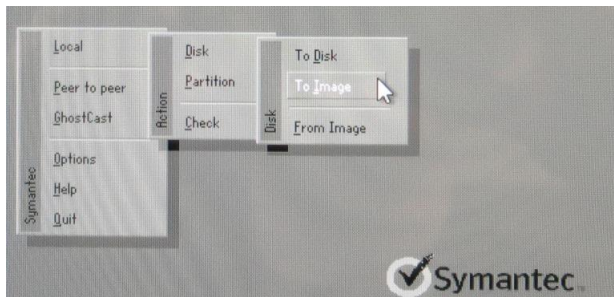 Symantec
Local
Peer to peer
GhostCast
Options
Help
Quit
Action
Disk
Partition
Check
Disk
To Disk
To Image
From Image
Symantec™